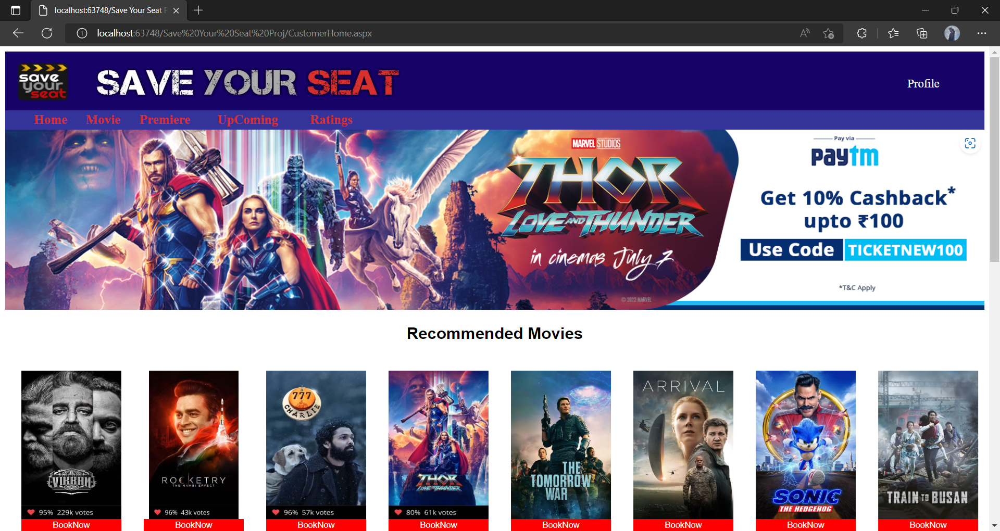 localhost:63748/Save Your Seat P
localhost:63748/Save%20Your%20Seat%20Proj/CustomerHome.aspx
save
your
seat
SAVE YOUR SEAT
Profile
Home Movie Premiere UpComing Ratings
MARVEL STUDIOS
THOR
LOVE AND THUNDER
in cinemas July 7
© 2022 MARVEL
Pay via
paytm
Get 10% Cashback*
upto ₹100
Use Code TICKETNEW100
*T&C Apply
Recommended Movies
VIKRAM
95% 229k votes
BookNow
ROCKETRY
THE NAMBI EFFECT
96% 43k votes
BookNow
777
CHARLIE
96% 57k votes
BookNow
THOR
LOVE AND THUNDER
80% 61k votes
BookNow
THE
TOMORROW
WAR
BookNow
ARRIVAL
BookNow
SONIC
THE HEDGEHOG
BookNow
TRAIN TO BUSAN
BookNow